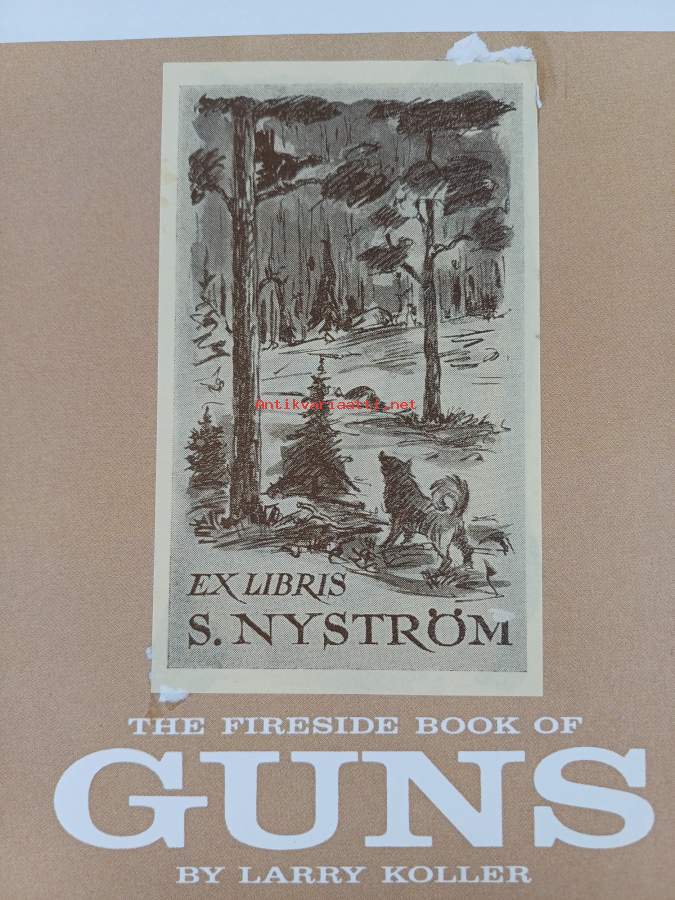 Antikvariaatti.net
EX LIBRIS
S. NYSTRÖM
THE FIRESIDE BOOK OF
GUNS
BY LARRY KOLLER